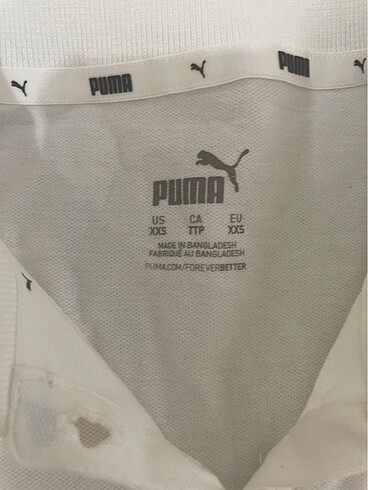 PUMA PUMA
PUMA
US CA EU
XXS TTP XXS
MADE IN BANGLADESH
FABRIQUÉ AU BANGLADESH
PUMA.COM/FOREVERBETTER